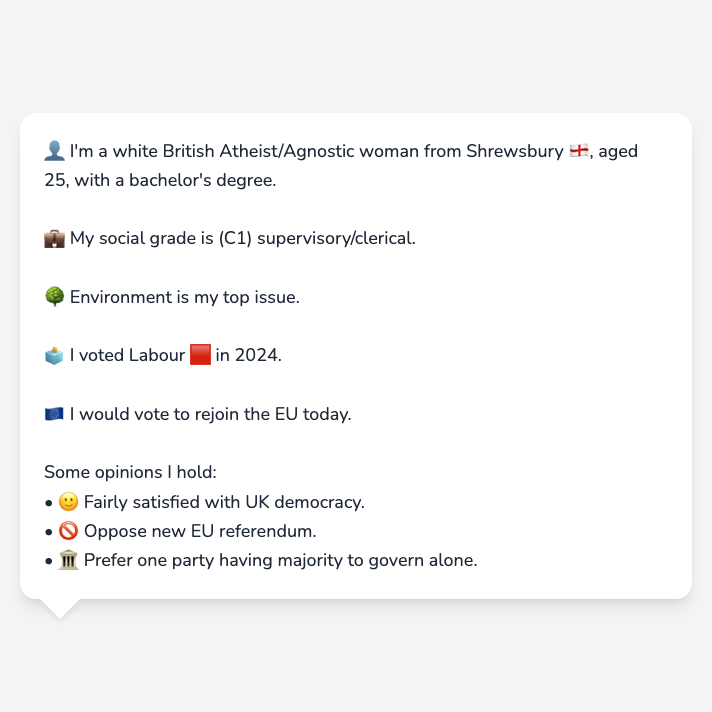 👤 I'm a white British Atheist/Agnostic woman from Shrewsbury 🏴󠁧󠁢󠁥󠁮󠁧󠁿, aged
25, with a bachelor's degree.
💼 My social grade is (C1) supervisory/clerical.
🌳 Environment is my top issue.
🗳️ I voted Labour 🟥 in 2024.
🇪🇺 I would vote to rejoin the EU today.
Some opinions I hold:
• 🙂 Fairly satisfied with UK democracy.
• 🚫 Oppose new EU referendum.
• 🏛️ Prefer one party having majority to govern alone.